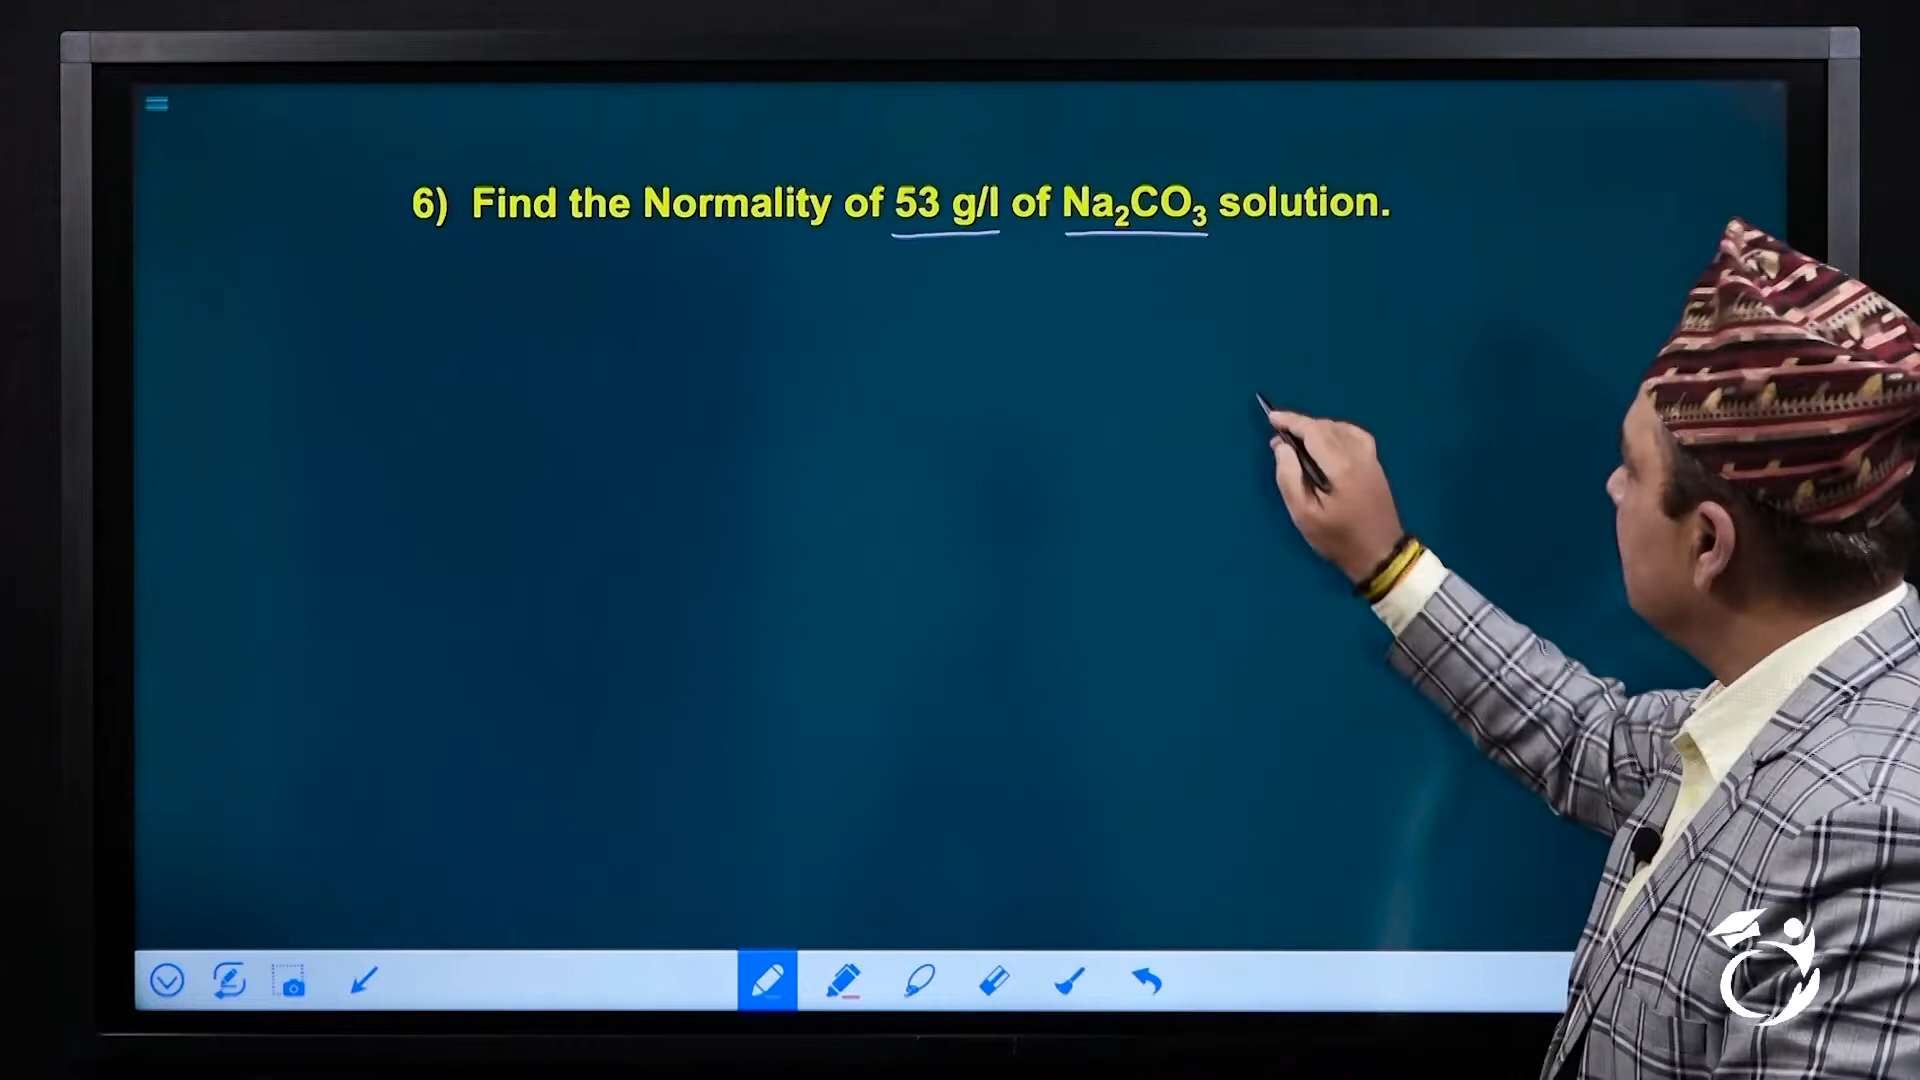 6) Find the Normality of 53 g/l of Na₂CO₃ solution.